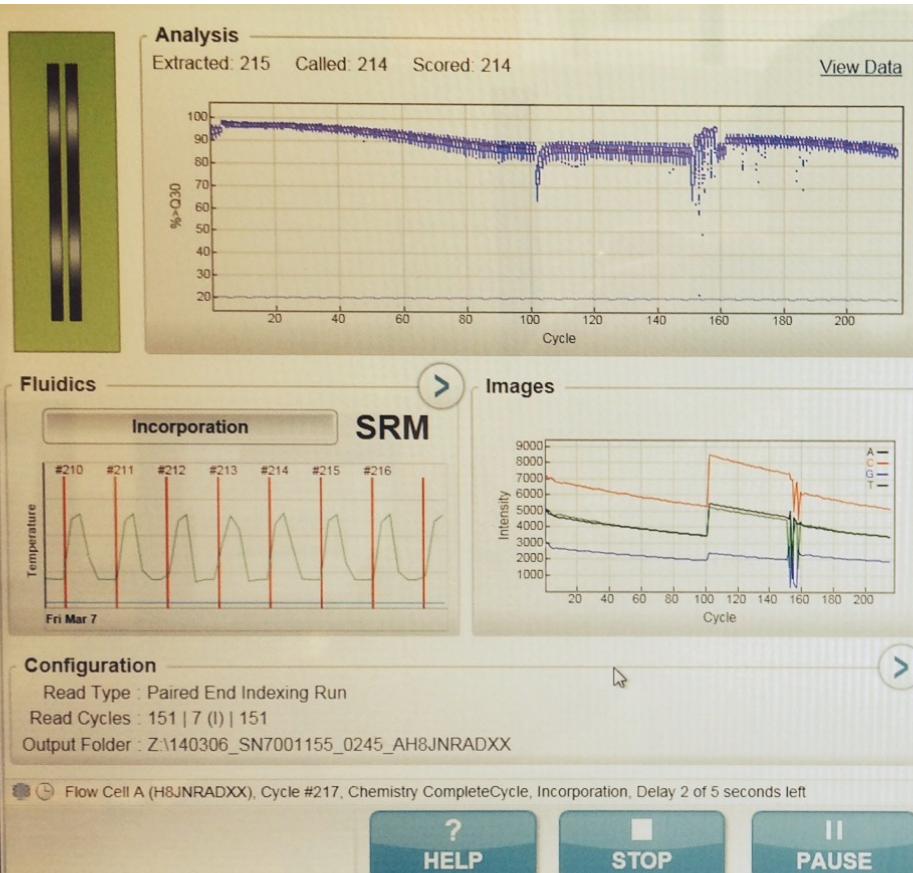 Analysis
Extracted: 215 Called: 214 Scored: 214
View Data
100
90
80
70
60
50
40
30
20
%>Q30
20 40 60 80 100 120 140 160 180 200
Cycle
Fluidics
Incorporation SRM
#210 #211 #212 #213 #214 #215 #216
Temperature
Fri Mar 7
Images
9000
8000
7000
6000
5000
4000
3000
2000
1000
Intensity
A
C
G
T
20 40 60 80 100 120 140 160 180 200
Cycle
Configuration
Read Type : Paired End Indexing Run
Read Cycles : 151 | 7 (I) | 151
Output Folder : Z:\140306_SN7001155_0245_AH8JNRADXX
Flow Cell A (H8JNRADXX), Cycle #217, Chemistry CompleteCycle, Incorporation, Delay 2 of 5 seconds left
?
HELP STOP PAUSE